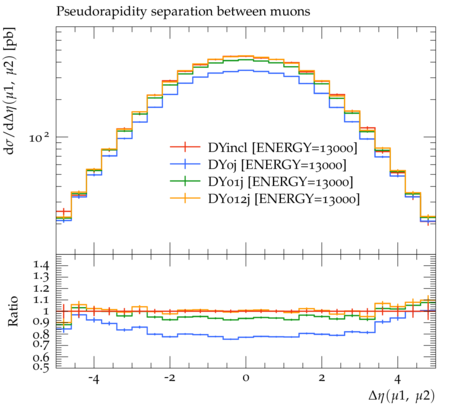 Pseudorapidity separation between muons
dσ/dΔη(μ1, μ2) [pb]
10²
DYincl [ENERGY=13000]
DY0j [ENERGY=13000]
DY01j [ENERGY=13000]
DY012j [ENERGY=13000]
Ratio
1.4
1.3
1.2
1.1
1
0.9
0.8
0.7
0.6
0.5
-4 -2 0 2 4
Δη(μ1, μ2)